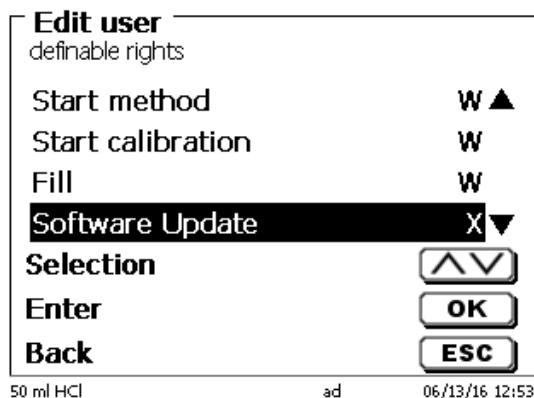 Edit user
definable rights
Start method W
Start calibration W
Fill W
Software Update X
Selection
Enter OK
Back ESC
50 ml HCl ad 06/13/16 12:53